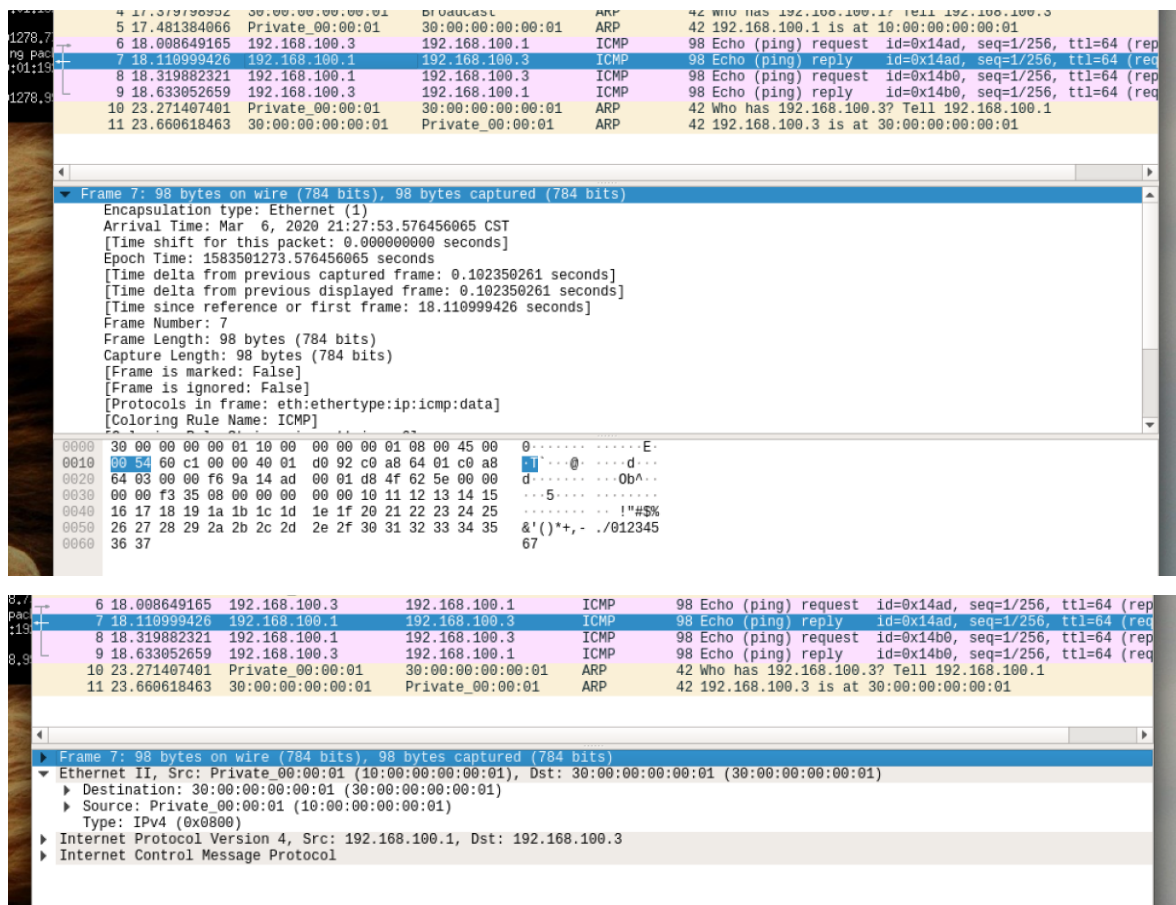 4 17.379798952 30:00:00:00:00:01 Broadcast ARP 42 Who has 192.168.100.1? Tell 192.168.100.3
5 17.481384066 Private_00:00:01 30:00:00:00:00:01 ARP 42 192.168.100.1 is at 10:00:00:00:00:01
6 18.008649165 192.168.100.3 192.168.100.1 ICMP 98 Echo (ping) request id=0x14ad, seq=1/256, ttl=64 (rep
7 18.110999426 192.168.100.1 192.168.100.3 ICMP 98 Echo (ping) reply id=0x14ad, seq=1/256, ttl=64 (req
8 18.319882321 192.168.100.1 192.168.100.3 ICMP 98 Echo (ping) request id=0x14b0, seq=1/256, ttl=64 (rep
9 18.633052659 192.168.100.3 192.168.100.1 ICMP 98 Echo (ping) reply id=0x14b0, seq=1/256, ttl=64 (req
10 23.271407401 Private_00:00:01 30:00:00:00:00:01 ARP 42 Who has 192.168.100.3? Tell 192.168.100.1
11 23.660618463 30:00:00:00:00:01 Private_00:00:01 ARP 42 192.168.100.3 is at 30:00:00:00:00:01
Frame 7: 98 bytes on wire (784 bits), 98 bytes captured (784 bits)
Encapsulation type: Ethernet (1)
Arrival Time: Mar 6, 2020 21:27:53.576456065 CST
[Time shift for this packet: 0.000000000 seconds]
Epoch Time: 1583501273.576456065 seconds
[Time delta from previous captured frame: 0.102350261 seconds]
[Time delta from previous displayed frame: 0.102350261 seconds]
[Time since reference or first frame: 18.110999426 seconds]
Frame Number: 7
Frame Length: 98 bytes (784 bits)
Capture Length: 98 bytes (784 bits)
[Frame is marked: False]
[Frame is ignored: False]
[Protocols in frame: eth:ethertype:ip:icmp:data]
[Coloring Rule Name: ICMP]
0000 30 00 00 00 00 01 10 00 00 00 00 01 08 00 45 00 0······· ······E·
0010 00 54 60 c1 00 00 40 01 d0 92 c0 a8 64 01 c0 a8 ·T`···@· ····d···
0020 64 03 00 00 f6 9a 14 ad 00 01 d8 4f 62 5e 00 00 d······· ···Ob^··
0030 00 00 f3 35 08 00 00 00 00 00 10 11 12 13 14 15 ···5···· ········
0040 16 17 18 19 1a 1b 1c 1d 1e 1f 20 21 22 23 24 25 ········ ·· !"#$%
0050 26 27 28 29 2a 2b 2c 2d 2e 2f 30 31 32 33 34 35 &'()*+,- ./012345
0060 36 37 67
6 18.008649165 192.168.100.3 192.168.100.1 ICMP 98 Echo (ping) request id=0x14ad, seq=1/256, ttl=64 (rep
7 18.110999426 192.168.100.1 192.168.100.3 ICMP 98 Echo (ping) reply id=0x14ad, seq=1/256, ttl=64 (req
8 18.319882321 192.168.100.1 192.168.100.3 ICMP 98 Echo (ping) request id=0x14b0, seq=1/256, ttl=64 (rep
9 18.633052659 192.168.100.3 192.168.100.1 ICMP 98 Echo (ping) reply id=0x14b0, seq=1/256, ttl=64 (req
10 23.271407401 Private_00:00:01 30:00:00:00:00:01 ARP 42 Who has 192.168.100.3? Tell 192.168.100.1
11 23.660618463 30:00:00:00:00:01 Private_00:00:01 ARP 42 192.168.100.3 is at 30:00:00:00:00:01
Frame 7: 98 bytes on wire (784 bits), 98 bytes captured (784 bits)
Ethernet II, Src: Private_00:00:01 (10:00:00:00:00:01), Dst: 30:00:00:00:00:01 (30:00:00:00:00:01)
Destination: 30:00:00:00:00:01 (30:00:00:00:00:01)
Source: Private_00:00:01 (10:00:00:00:00:01)
Type: IPv4 (0x0800)
Internet Protocol Version 4, Src: 192.168.100.1, Dst: 192.168.100.3
Internet Control Message Protocol